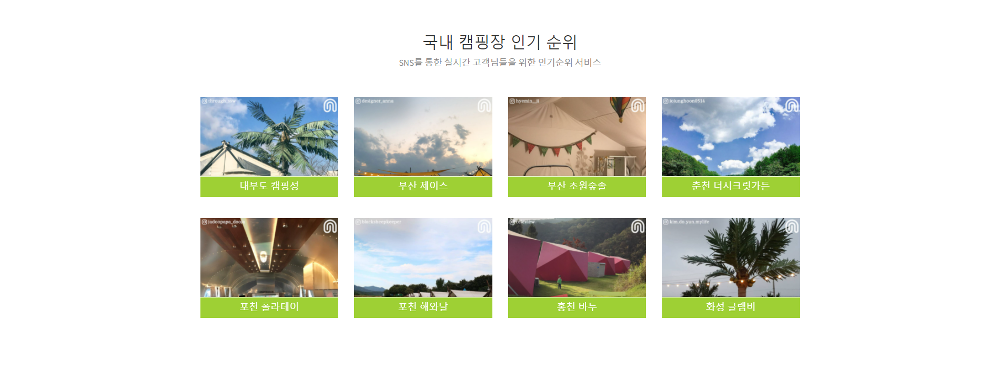 국내 캠핑장 인기 순위
SNS를 통한 실시간 고객님들을 위한 인기순위 서비스
through_ssw
designer_anna
hyemin__ji
jojunghoon0514
대부도 캠핑성
부산 제이스
부산 초원숲솔
춘천 더시크릿가든
jadoopapa_dooly
blacksheepkeeper
celeview
kim.do.yun.mylife
포천 폴라데이
포천 해와달
홍천 바누
화성 글램비